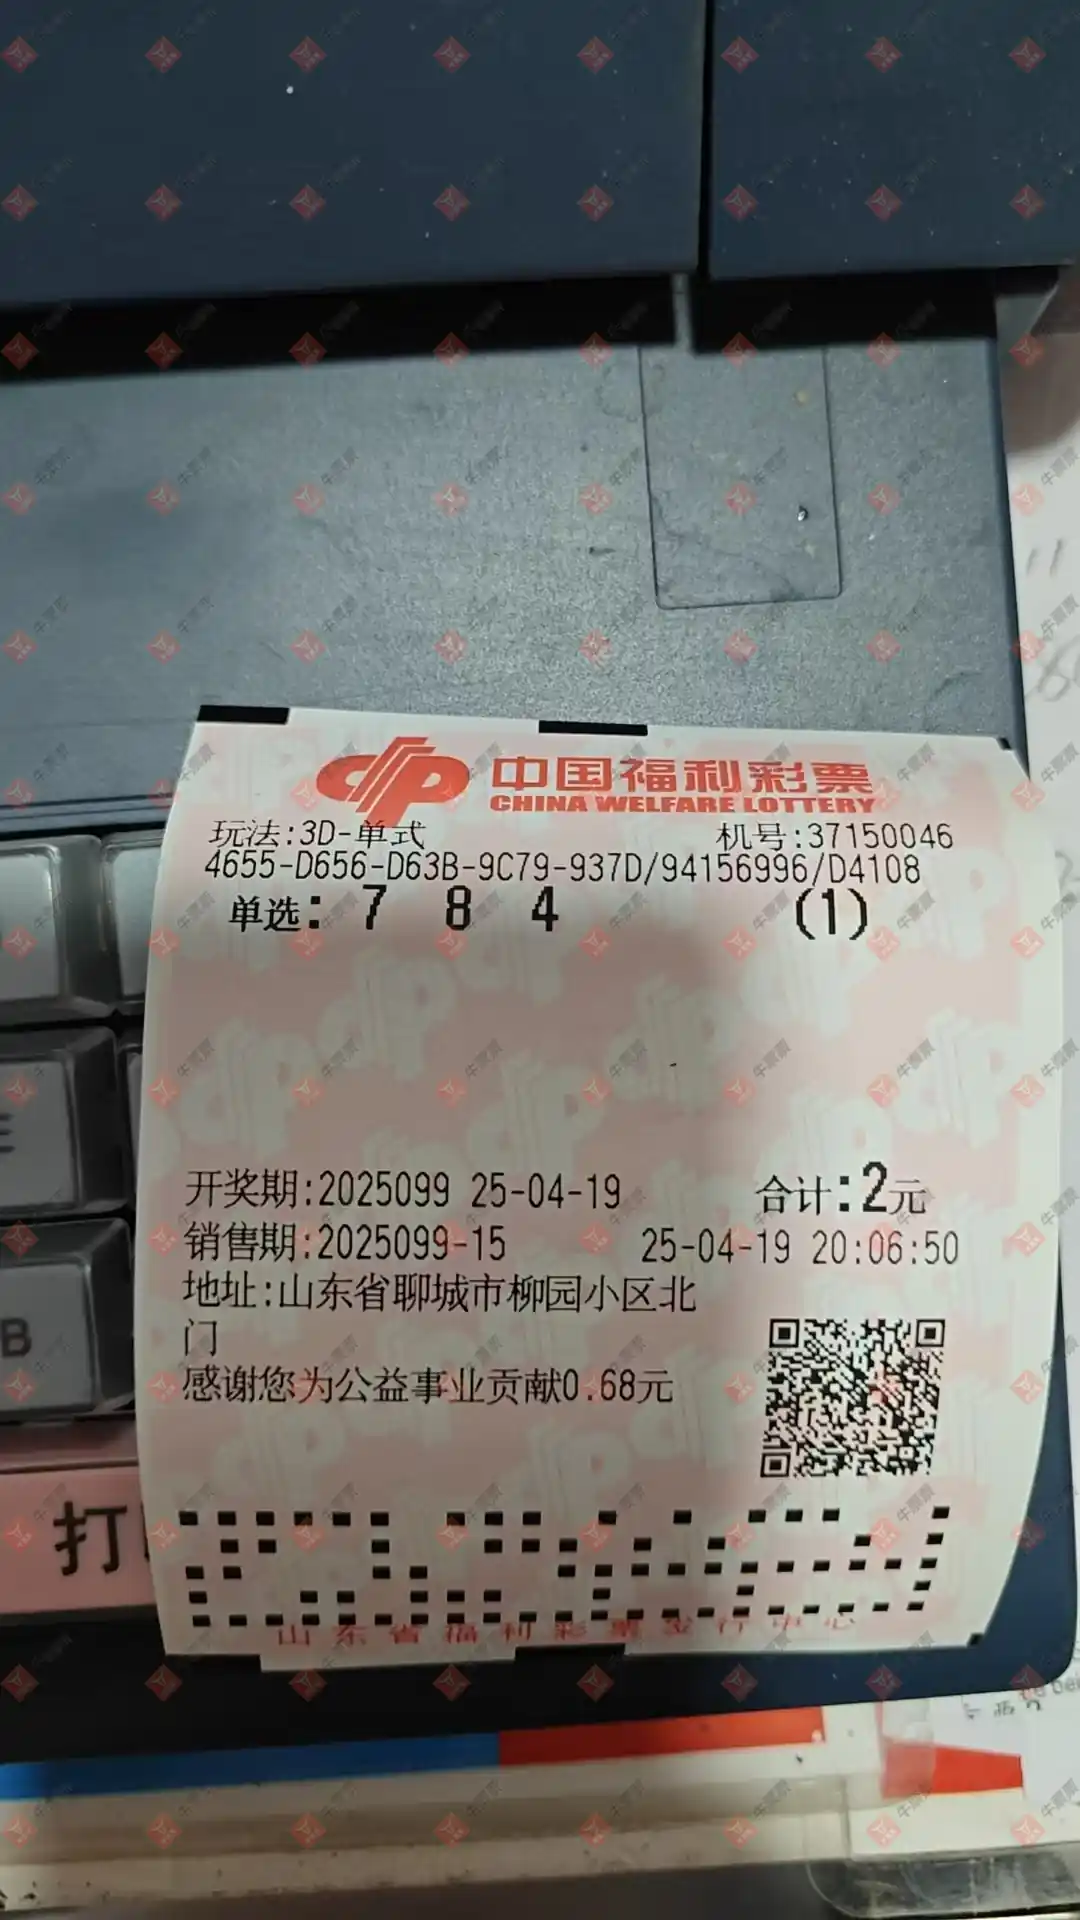 中国福利彩票
CHINA WELFARE LOTTERY
玩法:3D-单式 机号:37150046
4655-D656-D63B-9C79-937D/94156996/D4108
单选: 7 8 4 (1)
开奖期:2025099 25-04-19 合计:2元
销售期:2025099-15 25-04-19 20:06:50
地址:山东省聊城市柳园小区北
门
感谢您为公益事业贡献0.68元
山东省福利彩票发行中心
B
打
牛票票